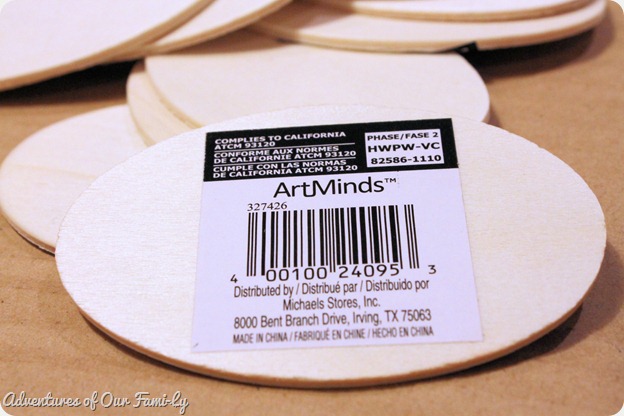 COMPLIES TO CALIFORNIA
ATCM 93120
CONFORME AUX NORMES
DE CALIFORNIE ATCM 93120
CUMPLE CON LAS NORMAS
DE CALIFORNIA ATCM 93120
PHASE/FASE 2
HWPW-VC
82586-1110
ArtMinds™
327426
4 00100 24095 3
Distributed by / Distribué par / Distribuido por
Michaels Stores, Inc.
8000 Bent Branch Drive, Irving, TX 75063
MADE IN CHINA / FABRIQUÉ EN CHINE / HECHO EN CHINA
Adventures of Our Fami-ly